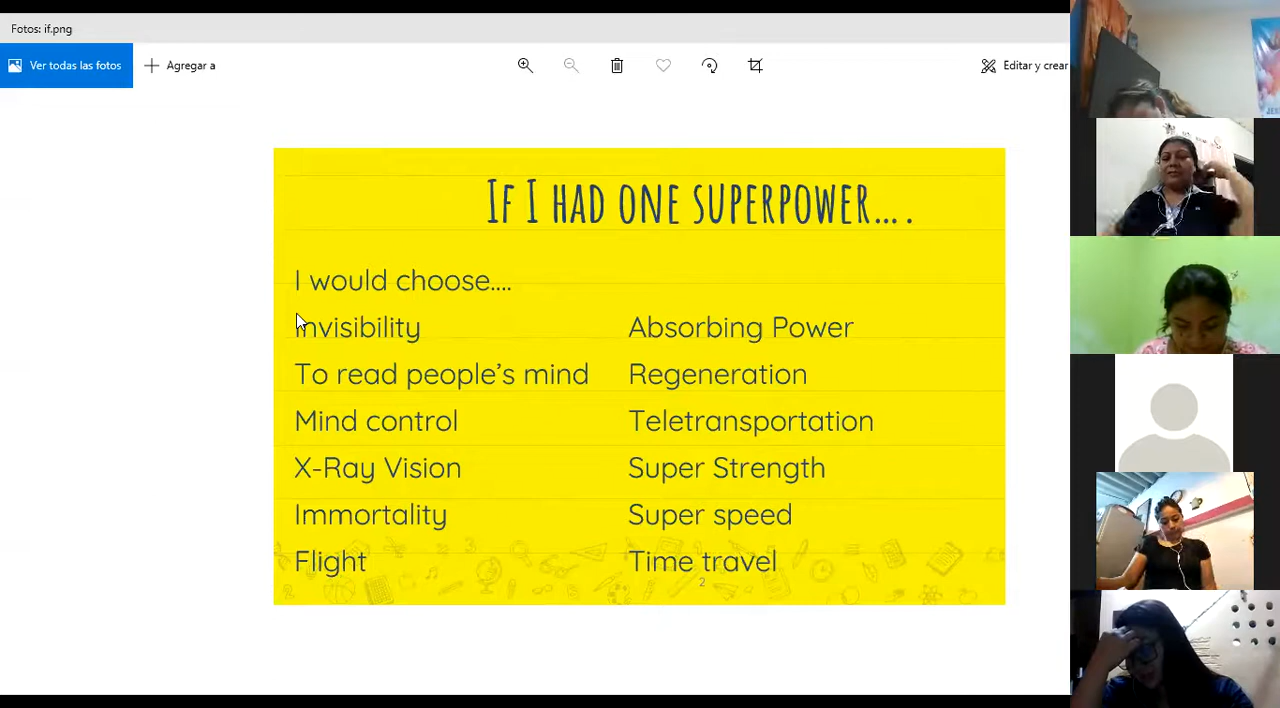 Fotos: if.png
Ver todas las fotos
Agregar a
Editar y crear
If I had one superpower....
I would choose....
Invisibility
To read people's mind
Mind control
X-Ray Vision
Immortality
Flight
Absorbing Power
Regeneration
Teletransportation
Super Strength
Super speed
Time travel
2